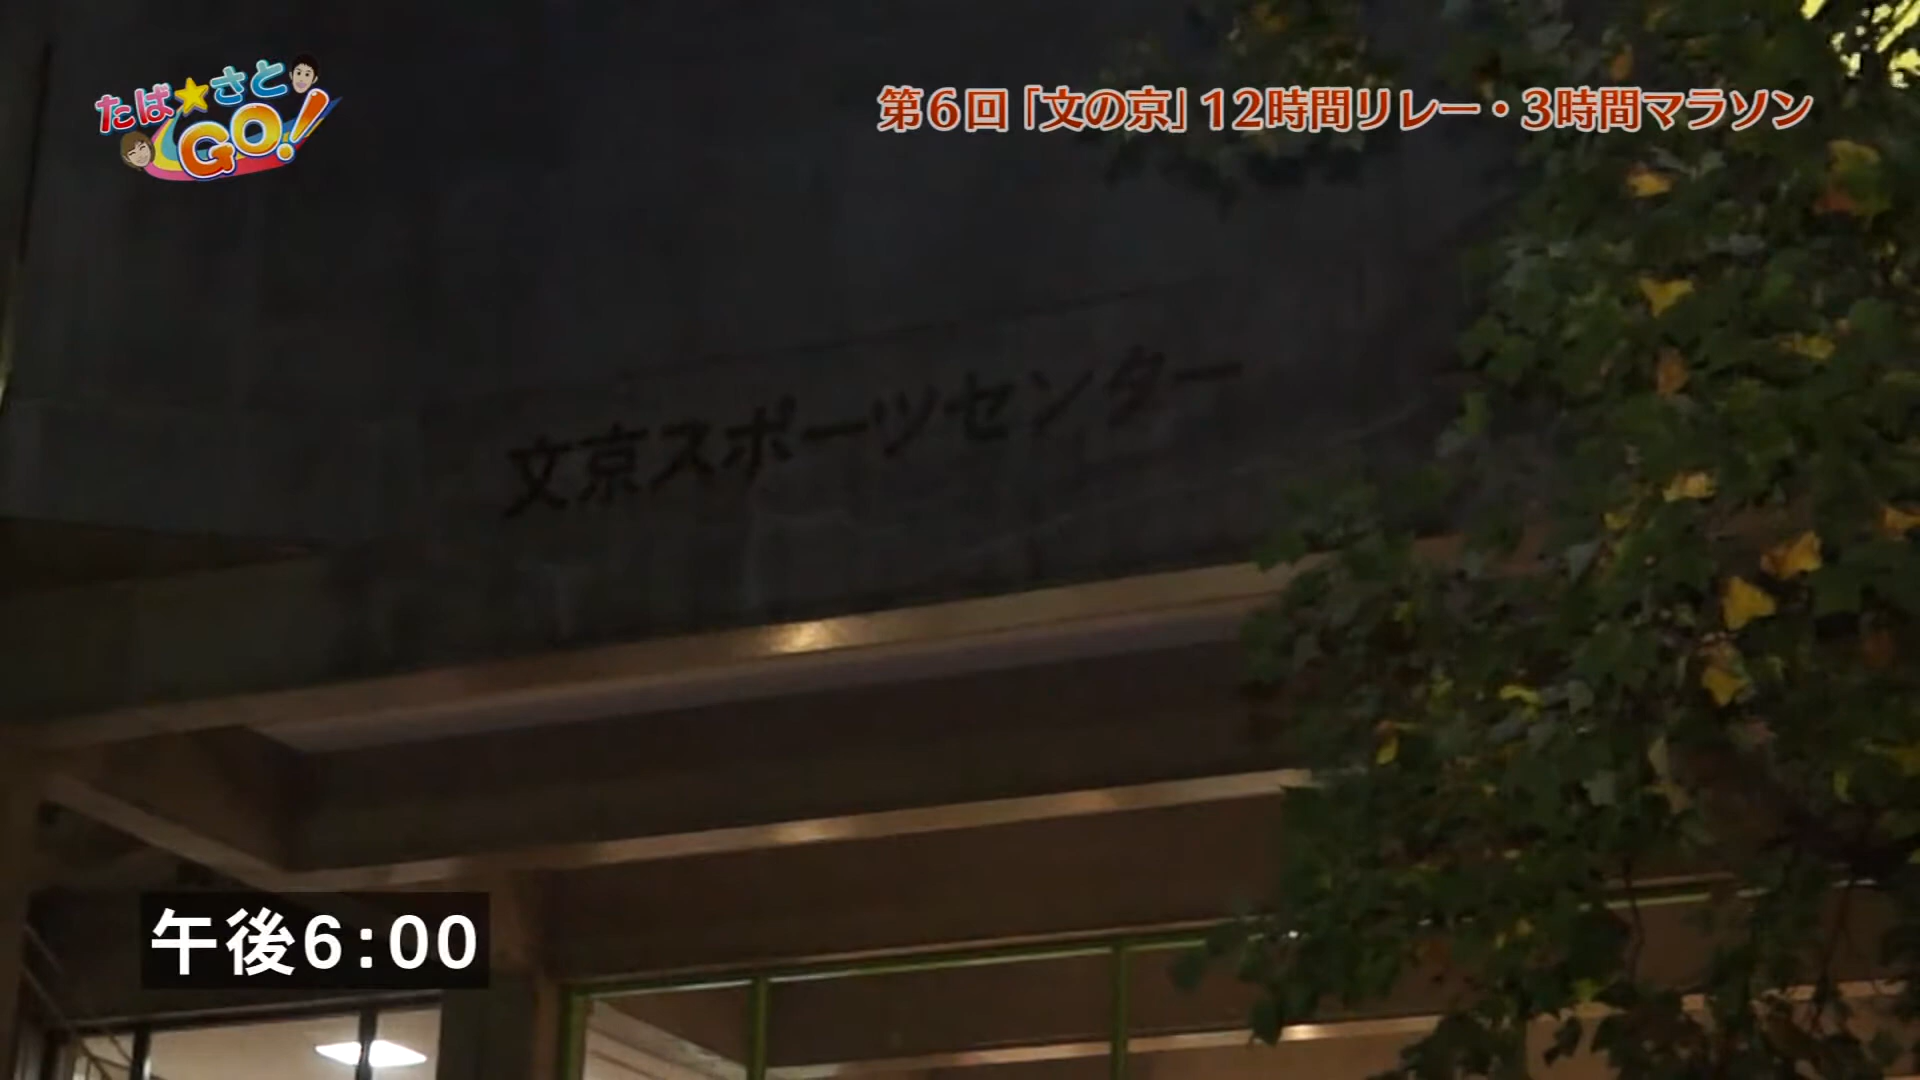 たば★さと
GO!
第6回「文の京」12時間リレー・3時間マラソン
文京スポーツセンター
午後6:00